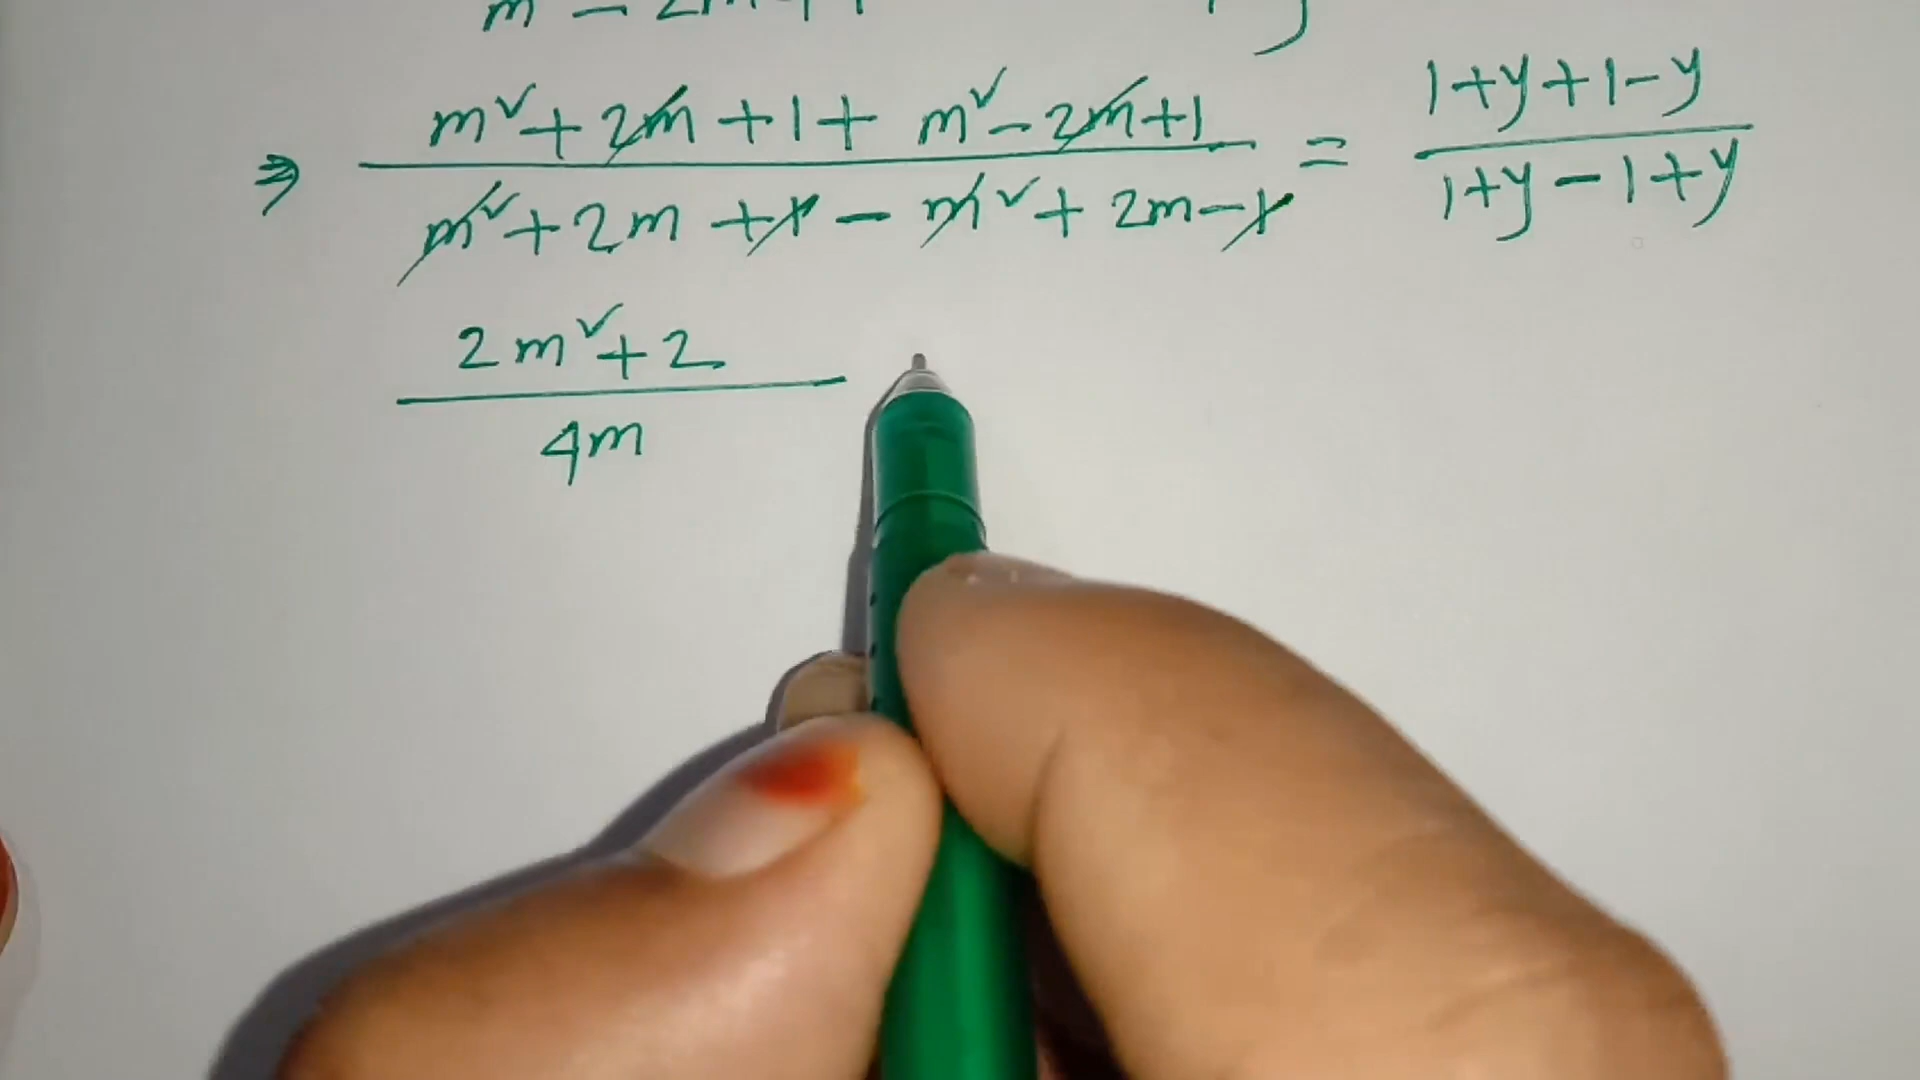 ⇒ (m² + 2m + 1 + m² - 2m + 1) / (m² + 2m + 1 - m² + 2m - 1) = (1+y+1-y) / (1+y-1+y)
(2m² + 2) / 4m